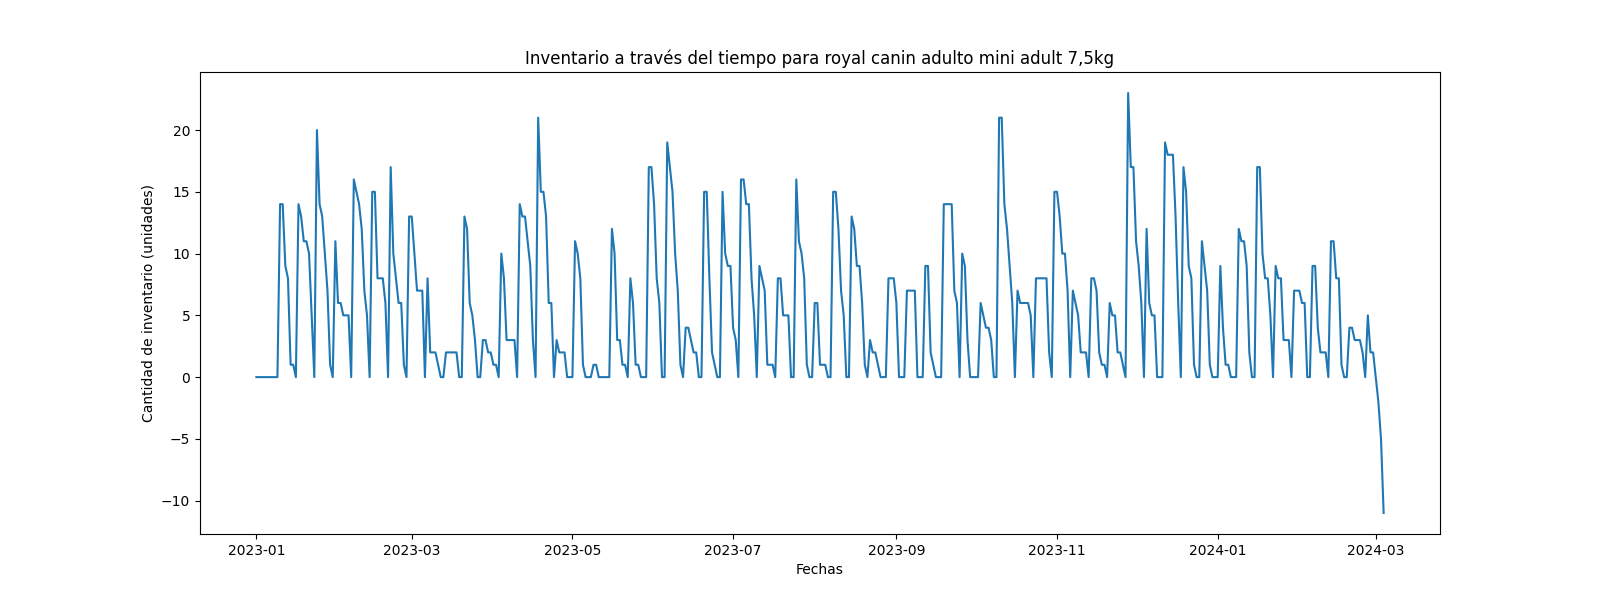 Inventario a través del tiempo para royal canin adulto mini adult 7,5kg
Cantidad de inventario (unidades)
20
15
10
5
0
−5
−10
2023-01 2023-03 2023-05 2023-07 2023-09 2023-11 2024-01 2024-03
Fechas